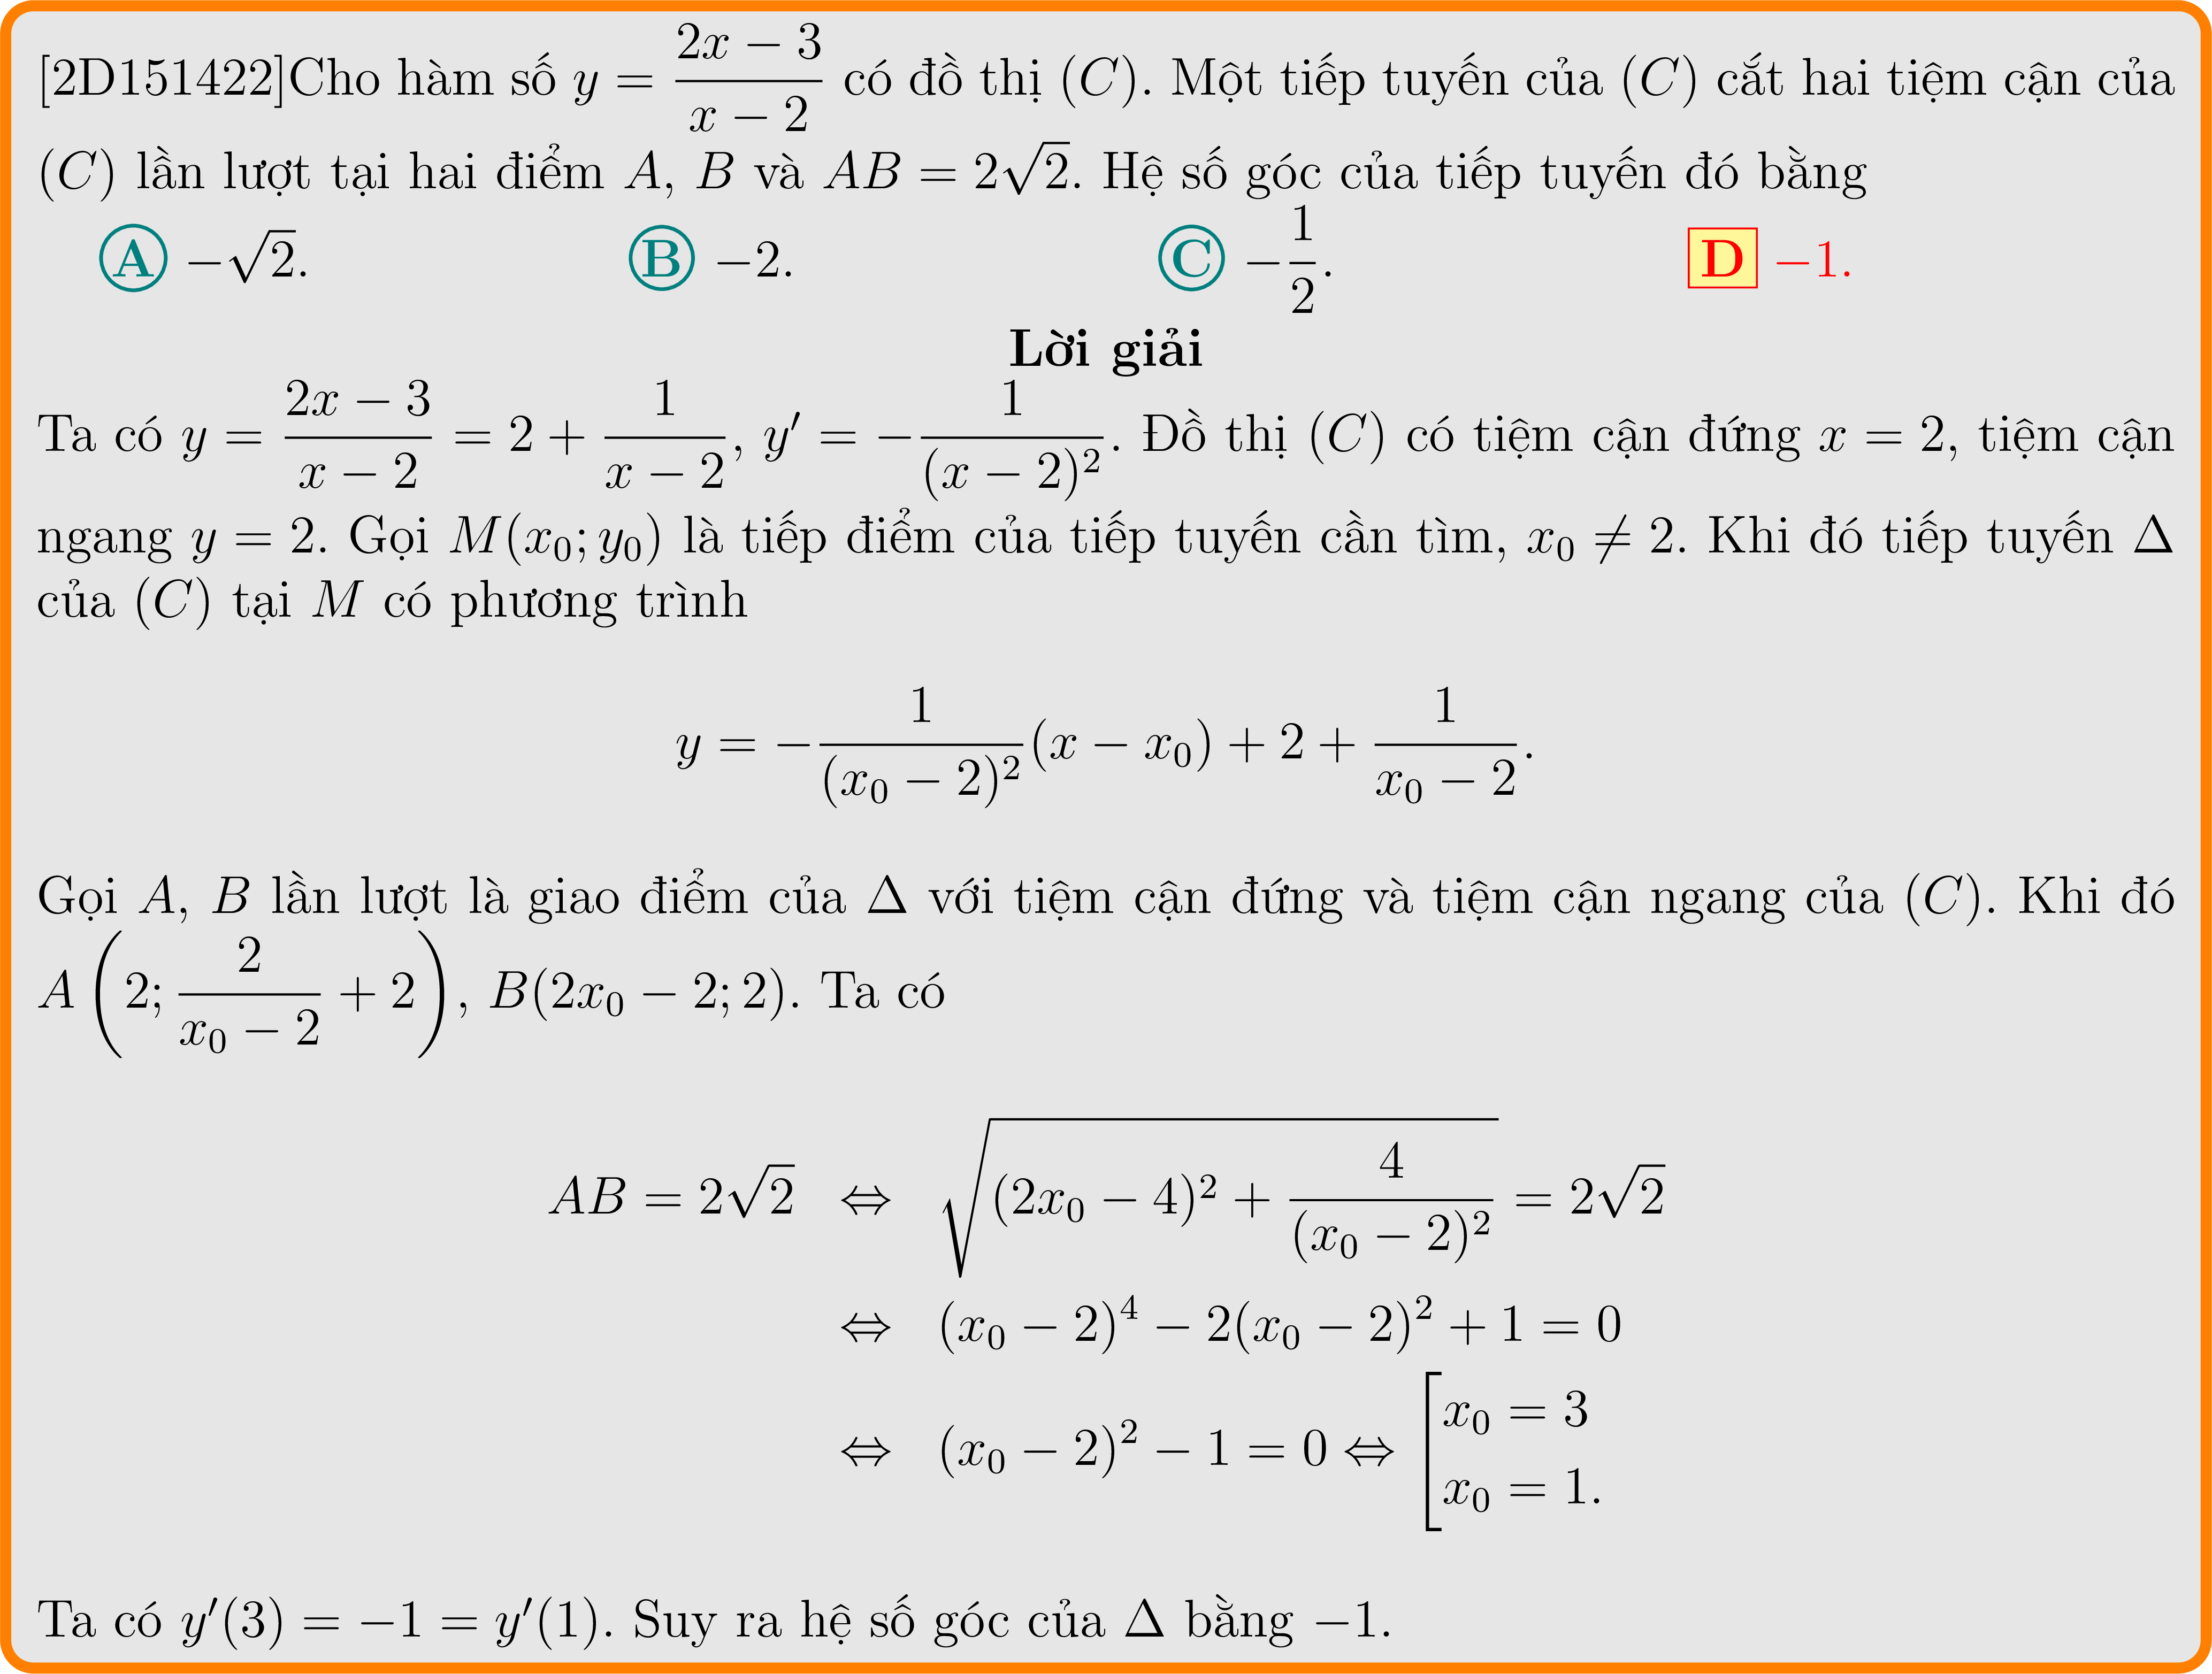 [2D151422]Cho hàm số $y = \dfrac{2x-3}{x-2}$ có đồ thị $(C)$. Một tiếp tuyến của $(C)$ cắt hai tiệm cận của
$(C)$ lần lượt tại hai điểm $A$, $B$ và $AB = 2\sqrt{2}$. Hệ số góc của tiếp tuyến đó bằng
A $-\sqrt{2}$. B $-2$. C $-\dfrac{1}{2}$. D $-1$.
Lời giải
Ta có $y = \dfrac{2x-3}{x-2} = 2 + \dfrac{1}{x-2}$, $y' = -\dfrac{1}{(x-2)^2}$. Đồ thị $(C)$ có tiệm cận đứng $x = 2$, tiệm cận
ngang $y = 2$. Gọi $M(x_0; y_0)$ là tiếp điểm của tiếp tuyến cần tìm, $x_0 \neq 2$. Khi đó tiếp tuyến $\Delta$
của $(C)$ tại $M$ có phương trình
$y = -\dfrac{1}{(x_0-2)^2}(x - x_0) + 2 + \dfrac{1}{x_0-2}.$
Gọi $A$, $B$ lần lượt là giao điểm của $\Delta$ với tiệm cận đứng và tiệm cận ngang của $(C)$. Khi đó
$A\left(2; \dfrac{2}{x_0-2} + 2\right)$, $B(2x_0 - 2; 2)$. Ta có
$AB = 2\sqrt{2} \Leftrightarrow \sqrt{(2x_0-4)^2 + \dfrac{4}{(x_0-2)^2}} = 2\sqrt{2}$
$\Leftrightarrow (x_0-2)^4 - 2(x_0-2)^2 + 1 = 0$
$\Leftrightarrow (x_0-2)^2 - 1 = 0 \Leftrightarrow \left[\begin{array}{l} x_0 = 3 \\ x_0 = 1. \end{array}\right.$
Ta có $y'(3) = -1 = y'(1)$. Suy ra hệ số góc của $\Delta$ bằng $-1$.